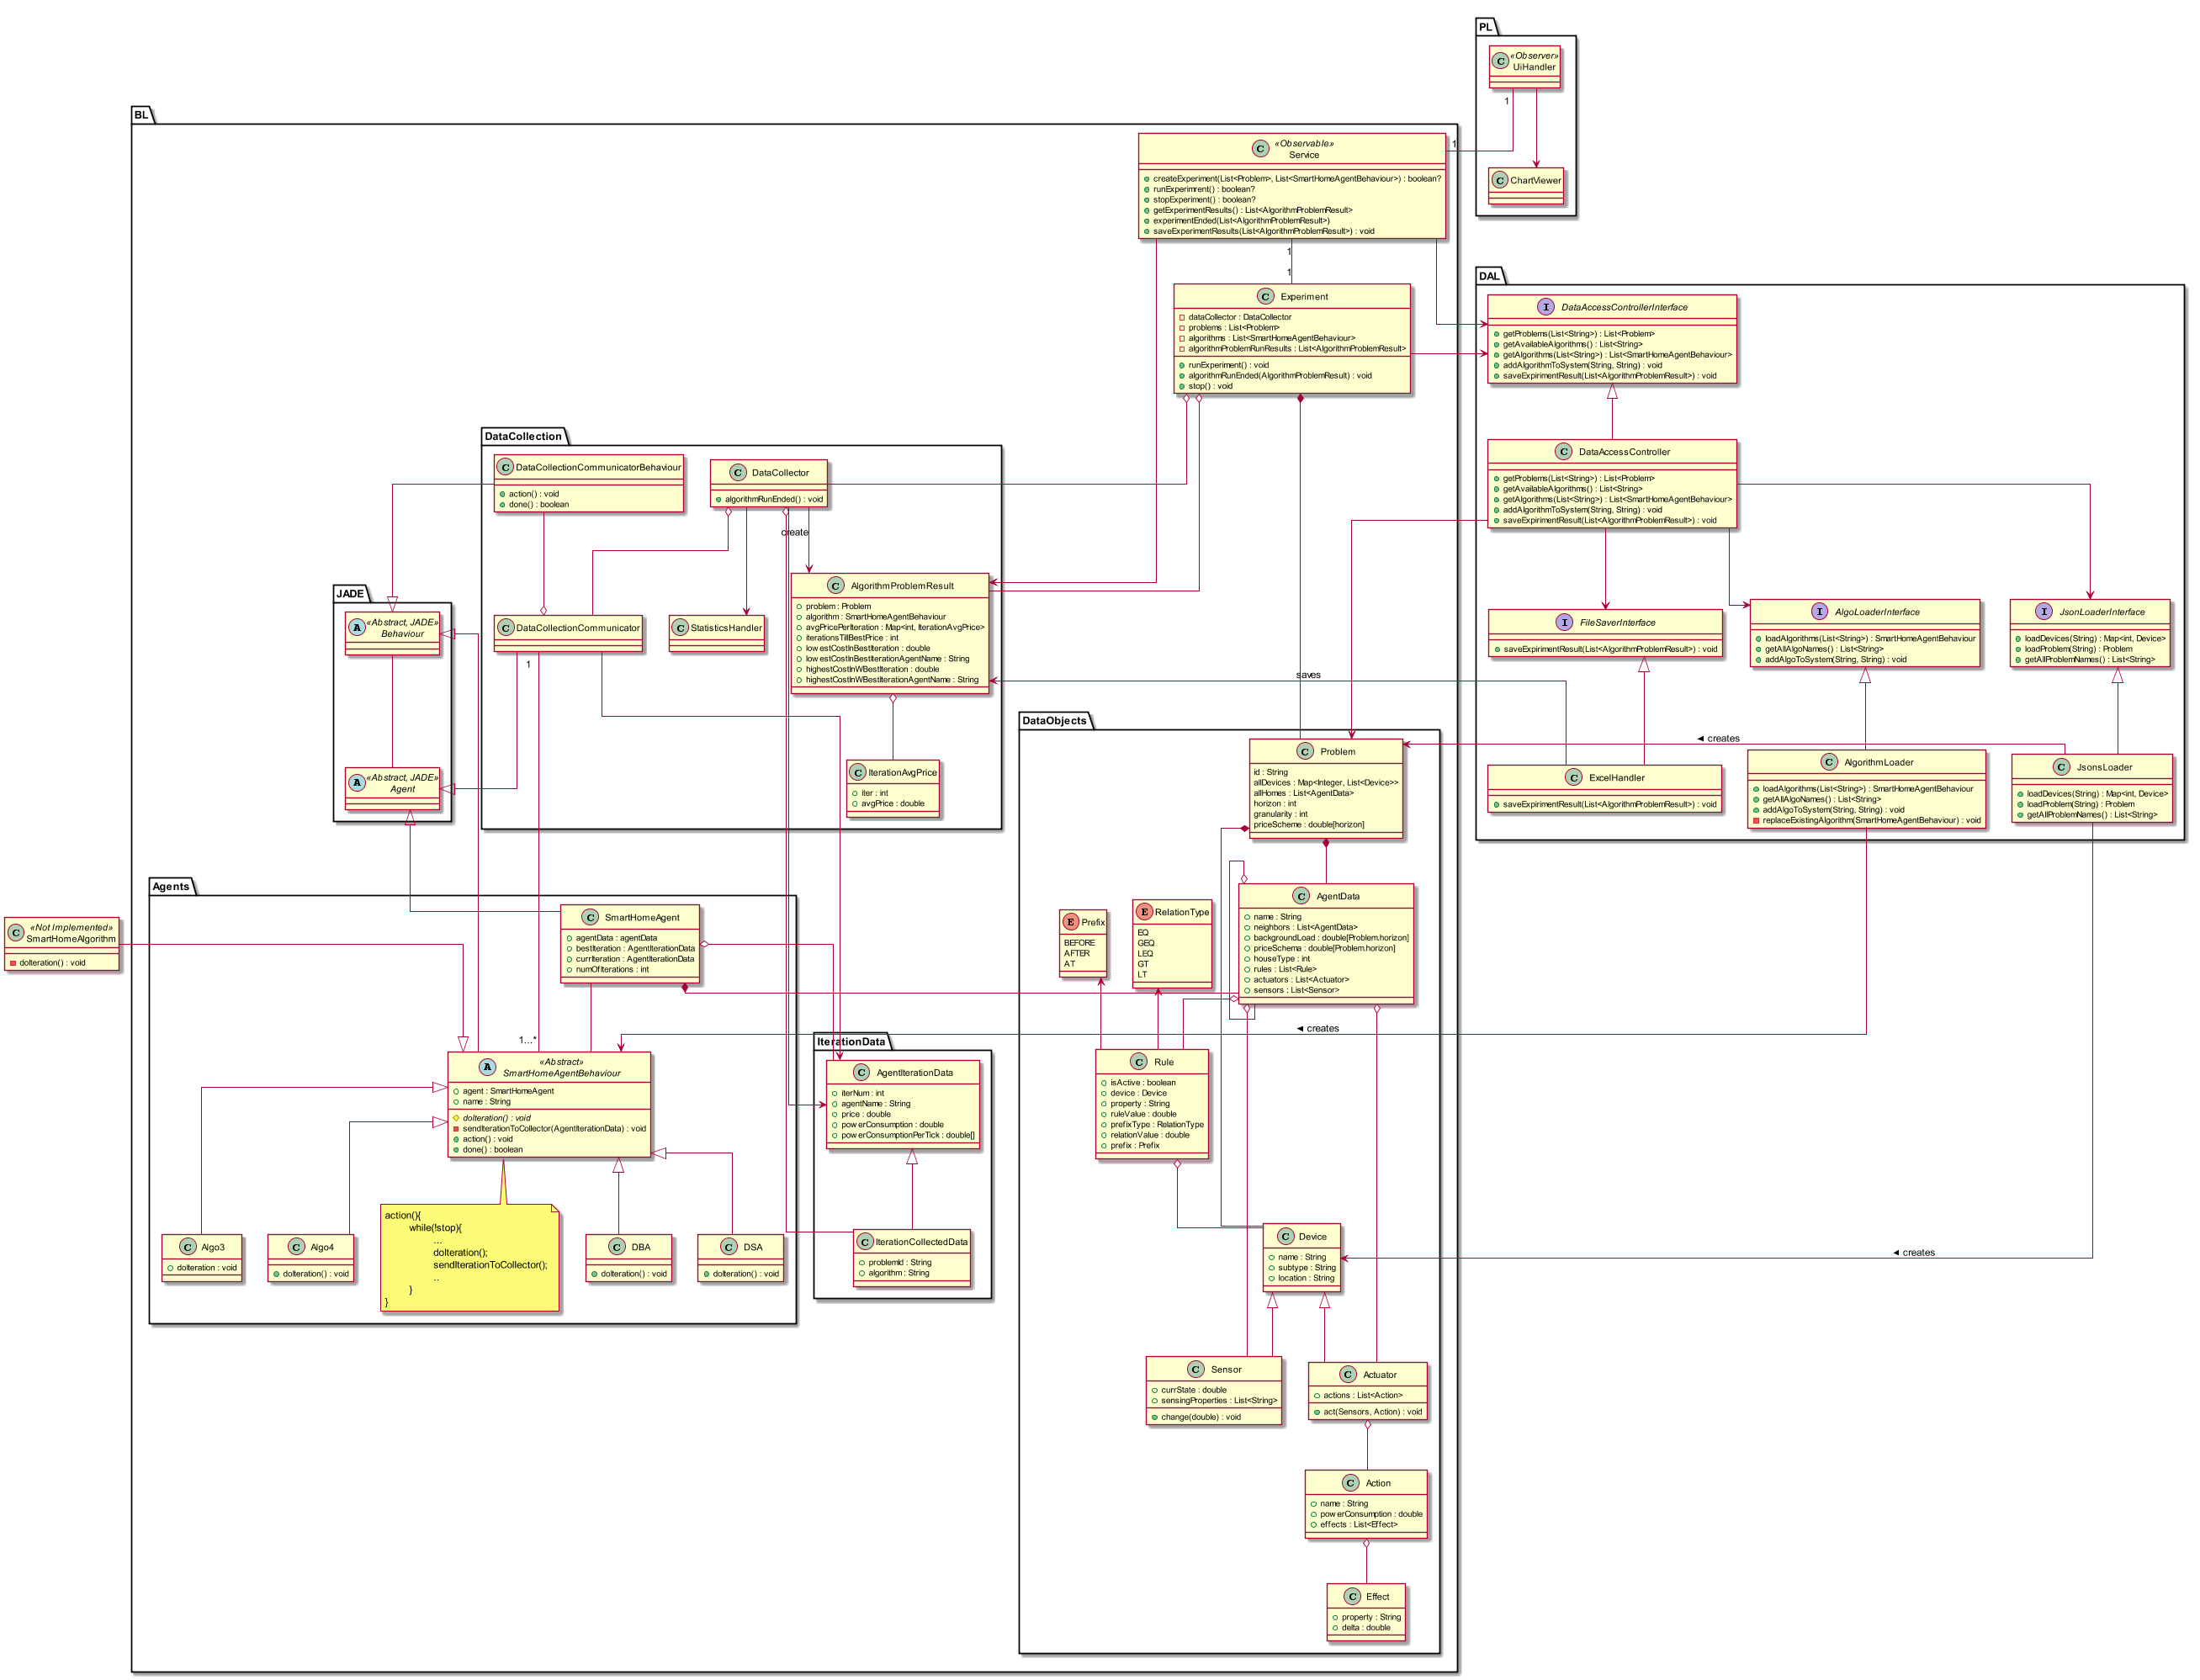 PL
C «Observer»
UiHandler
1
C ChartViewer
BL
C «Observable»
Service
createExperiment(List<Problem>, List<SmartHomeAgentBehaviour>) : boolean?
runExperimrent() : boolean?
stopExperiment() : boolean?
getExperimentResults() : List<AlgorithmProblemResult>
experimentEnded(List<AlgorithmProblemResult>)
saveExperimentResults(List<AlgorithmProblemResult>) : void
1
1
1
C Experiment
dataCollector : DataCollector
problems : List<Problem>
algorithms : List<SmartHomeAgentBehaviour>
algorithmProblemRunResults : List<AlgorithmProblemResult>
runExperiment() : void
algorithmRunEnded(AlgorithmProblemResult) : void
stop() : void
DAL
I DataAccessControllerInterface
getProblems(List<String>) : List<Problem>
getAvailableAlgorithms() : List<String>
getAlgorithms(List<String>) : List<SmartHomeAgentBehaviour>
addAlgorithmToSystem(String, String) : void
saveExpirimentResult(List<AlgorithmProblemResult>) : void
C DataAccessController
getProblems(List<String>) : List<Problem>
getAvailableAlgorithms() : List<String>
getAlgorithms(List<String>) : List<SmartHomeAgentBehaviour>
addAlgorithmToSystem(String, String) : void
saveExpirimentResult(List<AlgorithmProblemResult>) : void
I FileSaverInterface
saveExpirimentResult(List<AlgorithmProblemResult>) : void
I AlgoLoaderInterface
loadAlgorithms(List<String>) : SmartHomeAgentBehaviour
getAllAlgoNames() : List<String>
addAlgoToSystem(String, String) : void
I JsonLoaderInterface
loadDevices(String) : Map<int, Device>
loadProblem(String) : Problem
getAllProblemNames() : List<String>
C ExcelHandler
saveExpirimentResult(List<AlgorithmProblemResult>) : void
C AlgorithmLoader
loadAlgorithms(List<String>) : SmartHomeAgentBehaviour
getAllAlgoNames() : List<String>
addAlgoToSystem(String, String) : void
replaceExistingAlgorithm(SmartHomeAgentBehaviour) : void
C JsonsLoader
loadDevices(String) : Map<int, Device>
loadProblem(String) : Problem
getAllProblemNames() : List<String>
saves
◄ creates
◄ creates
◄ creates
DataCollection
C DataCollectionCommunicatorBehaviour
action() : void
done() : boolean
C DataCollector
algorithmRunEnded() : void
create
C DataCollectionCommunicator
1
C StatisticsHandler
C AlgorithmProblemResult
problem : Problem
algorithm : SmartHomeAgentBehaviour
avgPricePerIteration : Map<int, IterationAvgPrice>
iterationsTillBestPrice : int
lowestCostInBestIteration : double
lowestCostInBestIterationAgentName : String
highestCostInWBestIteration : double
highestCostInWBestIterationAgentName : String
C IterationAvgPrice
iter : int
avgPrice : double
JADE
A «Abstract, JADE»
Behaviour
A «Abstract, JADE»
Agent
DataObjects
C Problem
id : String
allDevices : Map<Integer, List<Device>>
allHomes : List<AgentData>
horizon : int
granularity : int
priceScheme : double[horizon]
C AgentData
name : String
neighbors : List<AgentData>
backgroundLoad : double[Problem.horizon]
priceSchema : double[Problem.horizon]
houseType : int
rules : List<Rule>
actuators : List<Actuator>
sensors : List<Sensor>
E Prefix
BEFORE
AFTER
AT
E RelationType
EQ
GEQ
LEQ
GT
LT
C Rule
isActive : boolean
device : Device
property : String
ruleValue : double
prefixType : RelationType
relationValue : double
prefix : Prefix
C Device
name : String
subtype : String
location : String
C Sensor
currState : double
sensingProperties : List<String>
change(double) : void
C Actuator
actions : List<Action>
act(Sensors, Action) : void
C Action
name : String
powerConsumption : double
effects : List<Effect>
C Effect
property : String
delta : double
Agents
C SmartHomeAgent
agentData : agentData
bestIteration : AgentIterationData
currIteration : AgentIterationData
numOfIterations : int
C «Not Implemented»
SmartHomeAlgorithm
doIteration() : void
1...*
A «Abstract»
SmartHomeAgentBehaviour
agent : SmartHomeAgent
name : String
doIteration() : void
sendIterationToCollector(AgentIterationData) : void
action() : void
done() : boolean
C Algo3
doIteration : void
C Algo4
doIteration() : void
action(){
while(!stop){
...
doIteration();
sendIterationToCollector();
..
}
}
C DBA
doIteration() : void
C DSA
doIteration() : void
IterationData
C AgentIterationData
iterNum : int
agentName : String
price : double
powerConsumption : double
powerConsumptionPerTick : double[]
C IterationCollectedData
problemId : String
algorithm : String